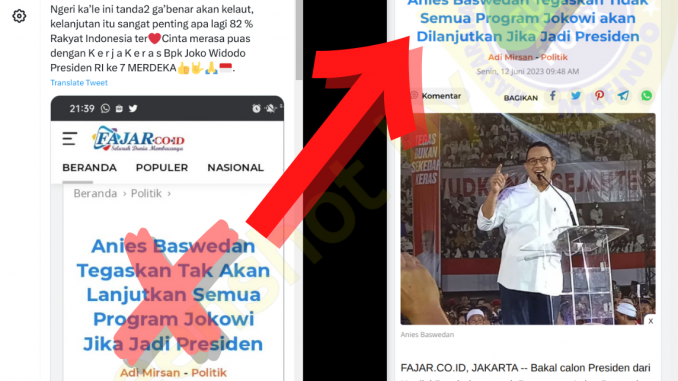 Ngeri ka'le ini tanda2 ga'benar akan kelaut,
kelanjutan itu sangat penting apa lagi 82 %
Rakyat Indonesia ter❤️Cinta merasa puas
dengan K e r j a K e r a s Bpk Joko Widodo
Presiden RI ke 7 MERDEKA👍🤟🙏🇮🇩.
Translate Tweet
21:39
FAJAR.CO.ID
BERANDA POPULER NASIONAL
Beranda › Politik ›
Anies Baswedan
Tegaskan Tak Akan
Lanjutkan Semua
Program Jokowi
Jika Jadi Presiden
Adi Mirsan - Politik
Anies Baswedan Tegaskan Tidak
Semua Program Jokowi akan
Dilanjutkan Jika Jadi Presiden
Adi Mirsan - Politik
Senin, 12 Juni 2023 09:48 AM
Komentar
BAGIKAN
TEGAS
BUKAN
SEKEDAR
KERAS
X
Anies Baswedan
FAJAR.CO.ID, JAKARTA -- Bakal calon Presiden dari